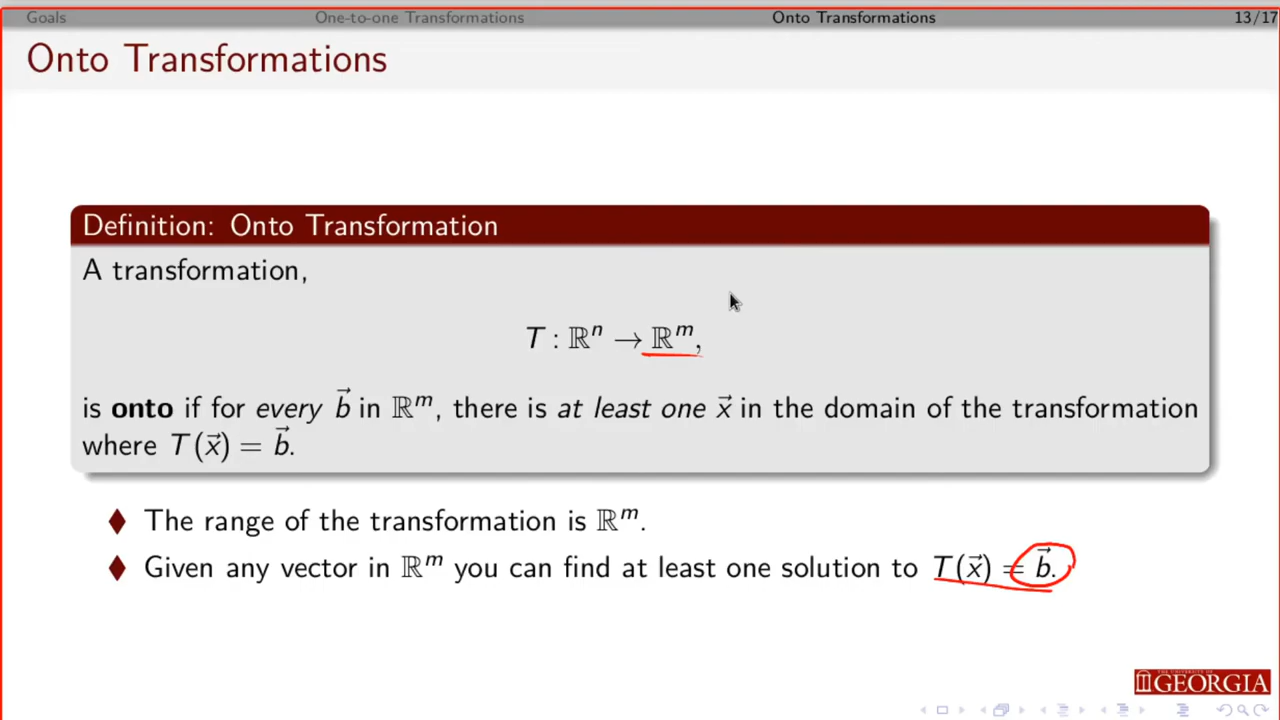 Goals One-to-one Transformations Onto Transformations 13/17
Onto Transformations
Definition: Onto Transformation
A transformation,
T : ℝⁿ → ℝᵐ,
is onto if for every b⃗ in ℝᵐ, there is at least one x⃗ in the domain of the transformation
where T(x⃗) = b⃗.
The range of the transformation is ℝᵐ.
Given any vector in ℝᵐ you can find at least one solution to T(x⃗) = b⃗.
GEORGIA